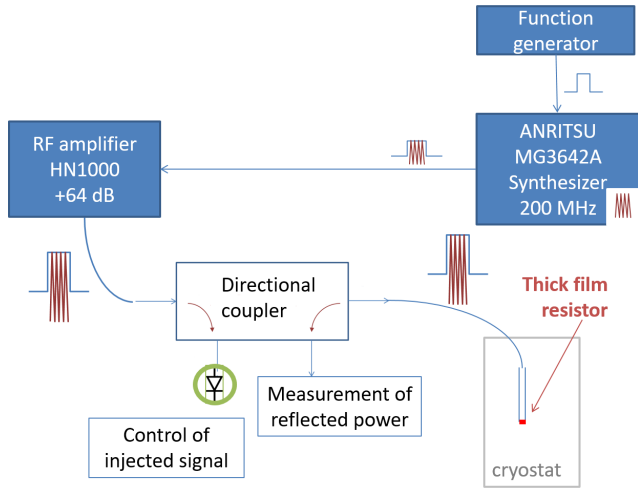 Function
generator
ANRITSU
MG3642A
Synthesizer
200 MHz
RF amplifier
HN1000
+64 dB
Directional
coupler
Thick film
resistor
Measurement of
reflected power
Control of
injected signal
cryostat